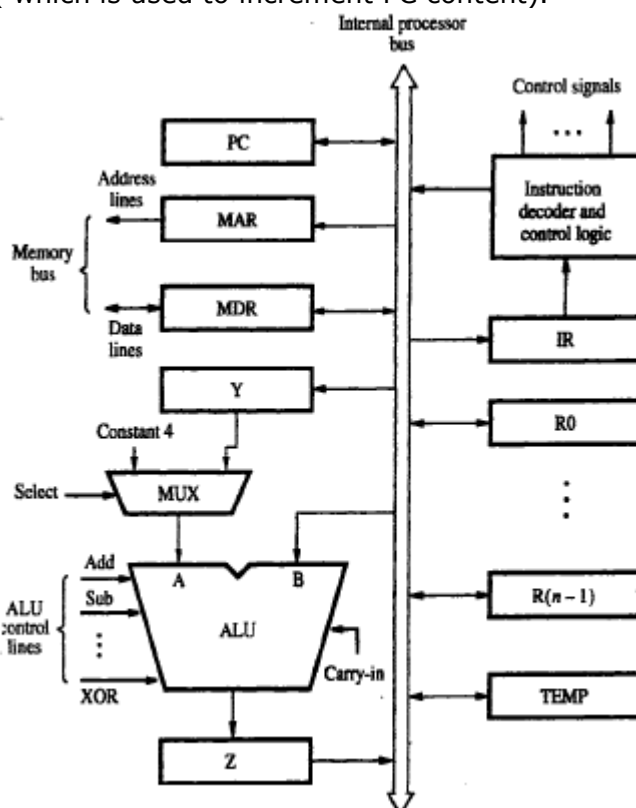 which is used to increment PC content).
Internal processor
bus
Control signals
...
PC
Address
lines
MAR
Instruction
decoder and
control logic
Memory
bus
MDR
Data
lines
IR
Y
R0
Constant 4
Select
MUX
Add
A
B
Sub
R(n – 1)
ALU
control
lines
ALU
Carry-in
XOR
TEMP
Z